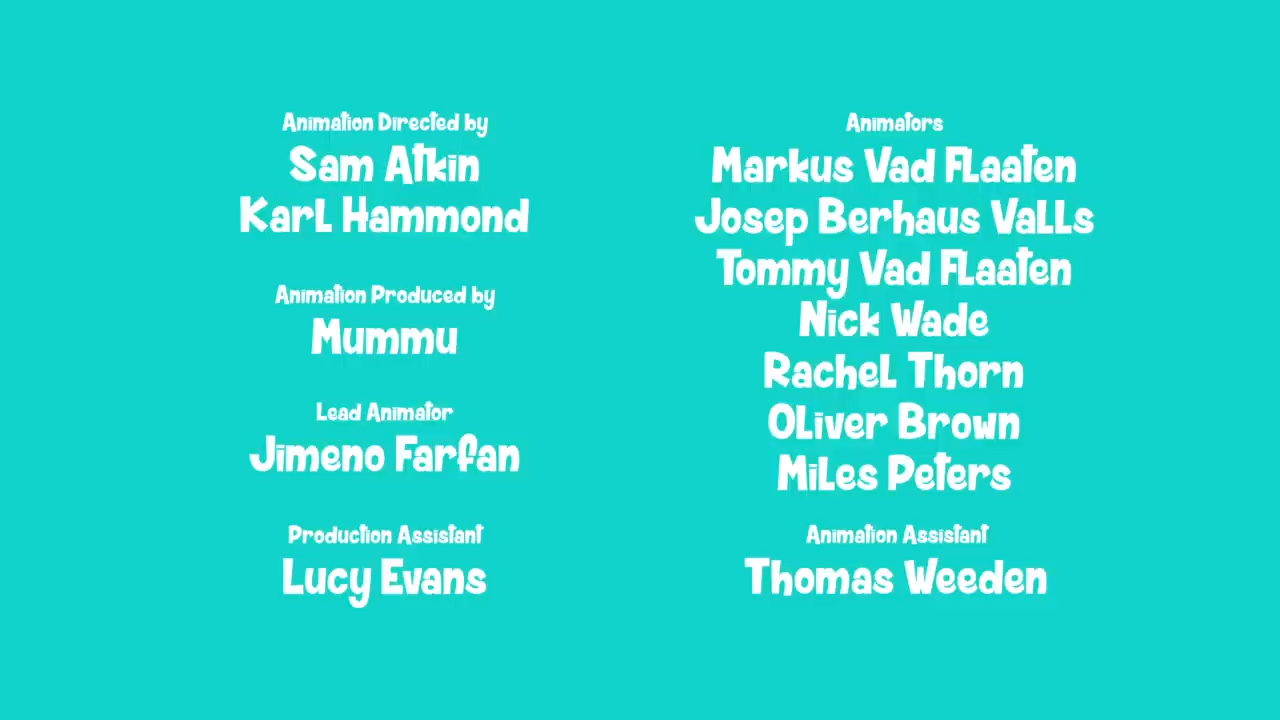 Animation Directed by
Sam Atkin
Karl Hammond
Animation Produced by
Mummu
Lead Animator
Jimeno Farfan
Production Assistant
Lucy Evans
Animators
Markus Vad Flaaten
Josep Berhaus Valls
Tommy Vad Flaaten
Nick Wade
Rachel Thorn
Oliver Brown
Miles Peters
Animation Assistant
Thomas Weeden